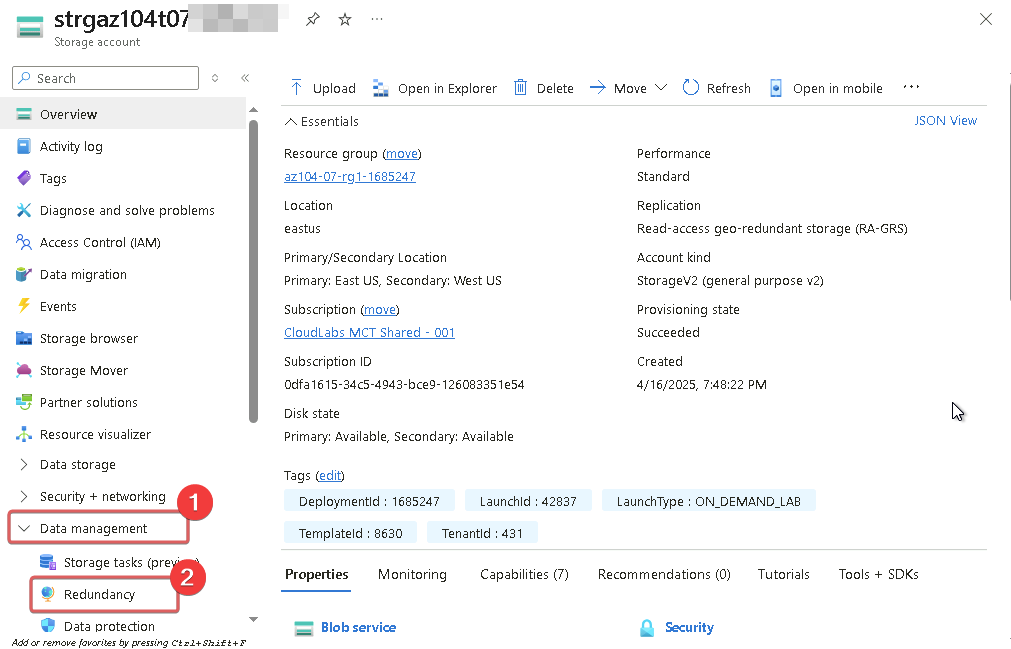 strgaz104t07
Storage account
Search
Overview
Activity log
Tags
Diagnose and solve problems
Access Control (IAM)
Data migration
Events
Storage browser
Storage Mover
Partner solutions
Resource visualizer
Data storage
Security + networking
1
Data management
Storage tasks (preview)
2
Redundancy
Data protection
Add or remove favorites by pressing Ctrl+Shift+F
Upload Open in Explorer Delete Move Refresh Open in mobile ...
Essentials
JSON View
Resource group (move)
az104-07-rg1-1685247
Location
eastus
Primary/Secondary Location
Primary: East US, Secondary: West US
Subscription (move)
CloudLabs MCT Shared - 001
Subscription ID
0dfa1615-34c5-4943-bce9-126083351e54
Disk state
Primary: Available, Secondary: Available
Performance
Standard
Replication
Read-access geo-redundant storage (RA-GRS)
Account kind
StorageV2 (general purpose v2)
Provisioning state
Succeeded
Created
4/16/2025, 7:48:22 PM
Tags (edit)
DeploymentId : 1685247 LaunchId : 42837 LaunchType : ON_DEMAND_LAB
TemplateId : 8630 TenantId : 431
Properties Monitoring Capabilities (7) Recommendations (0) Tutorials Tools + SDKs
Blob service Security